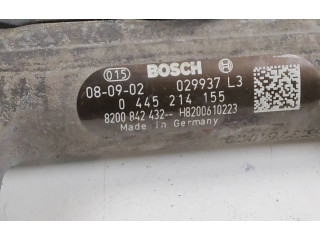 015 BOSCH
08-09-02 029937 L3
0 445 214 155
8200 842 432-- H8200610223
Made in Germany